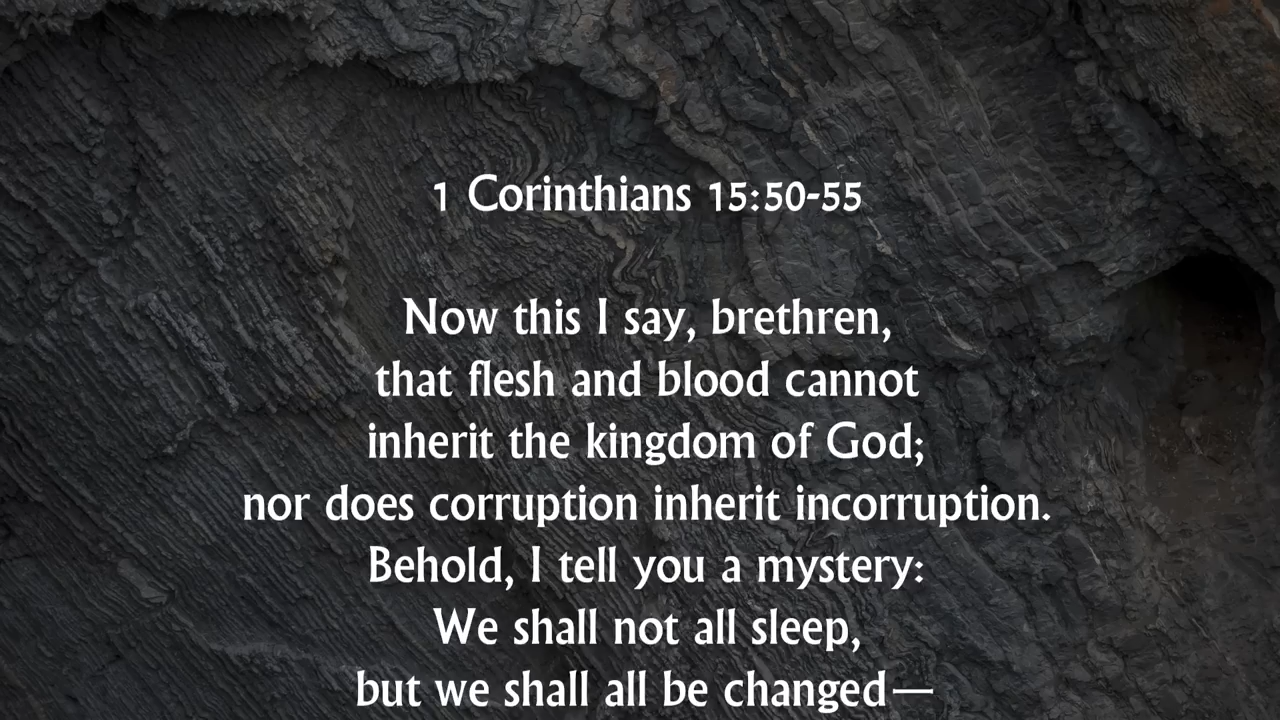 1 Corinthians 15:50-55
Now this I say, brethren,
that flesh and blood cannot
inherit the kingdom of God;
nor does corruption inherit incorruption.
Behold, I tell you a mystery:
We shall not all sleep,
but we shall all be changed—